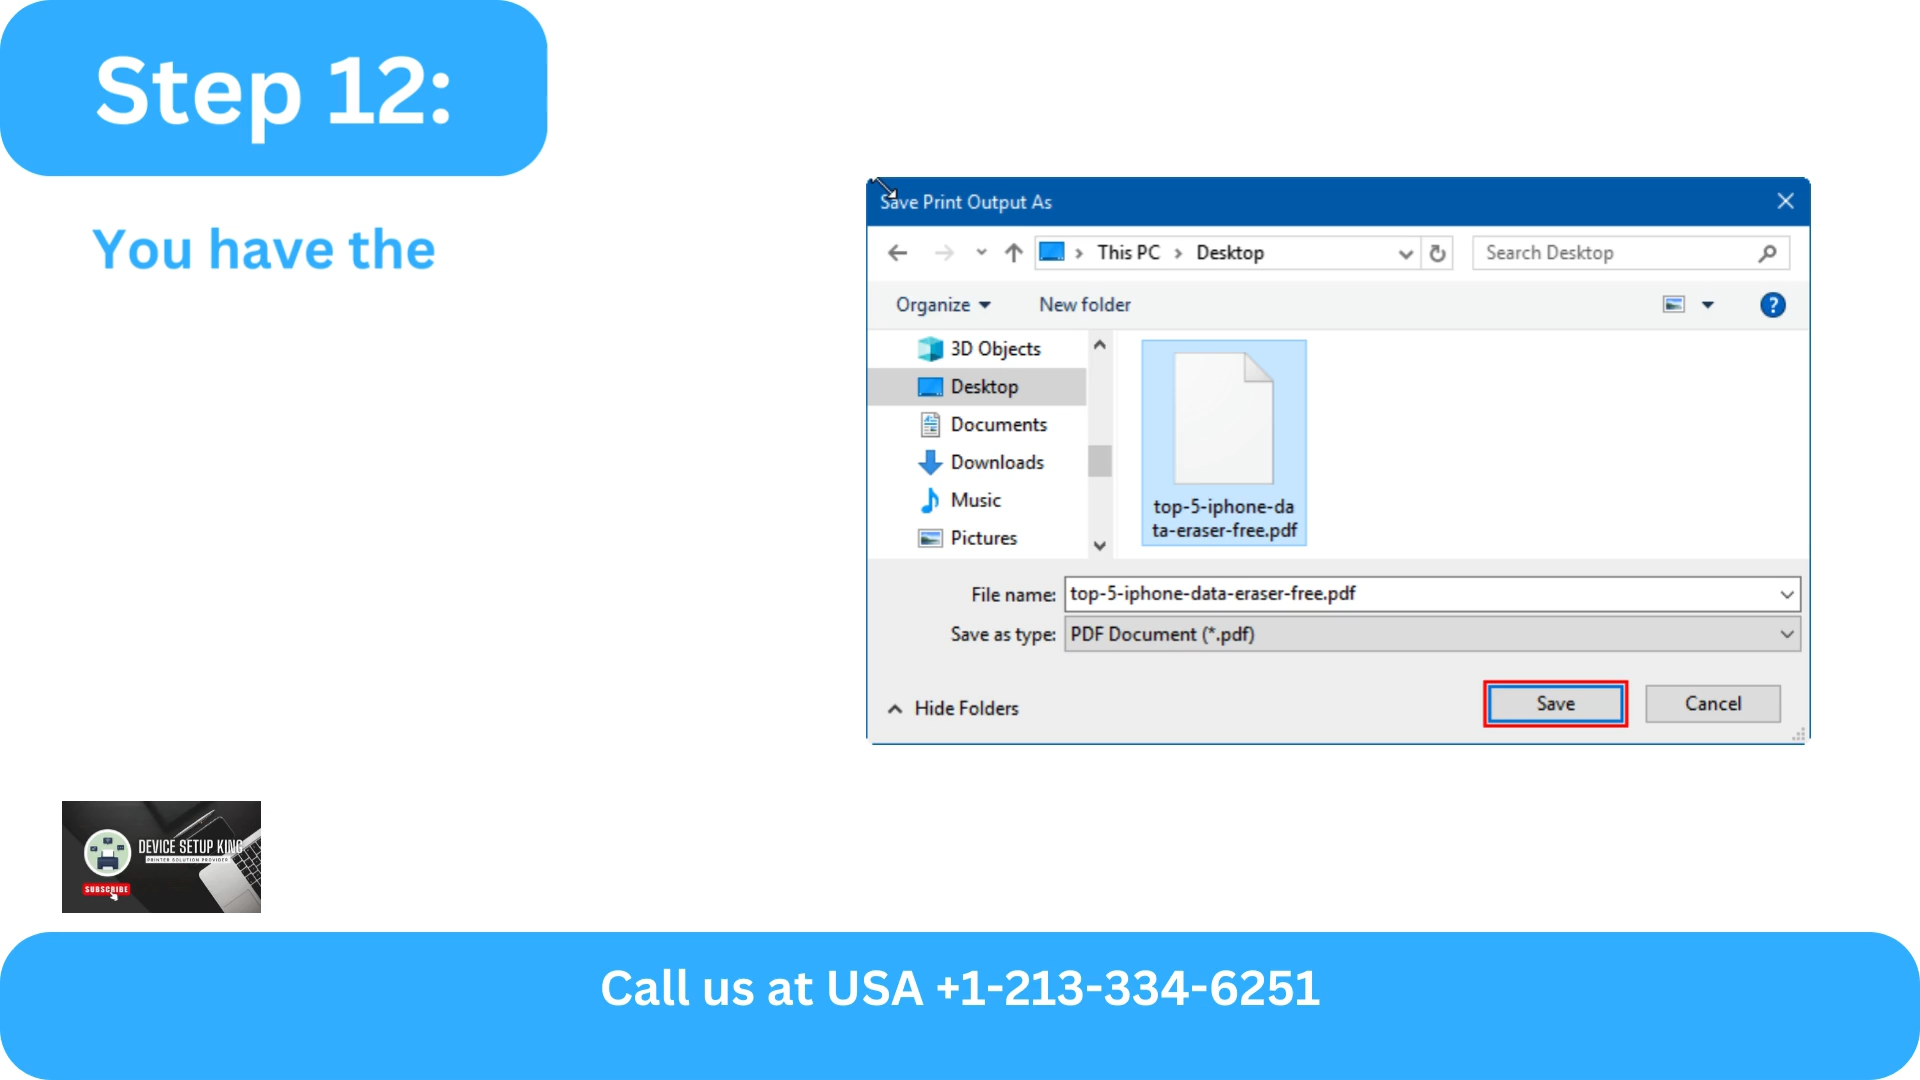 Step 12:
You have the
Save Print Output As
This PC > Desktop
Search Desktop
Organize
New folder
3D Objects
Desktop
Documents
Downloads
Music
Pictures
top-5-iphone-da
ta-eraser-free.pdf
File name: top-5-iphone-data-eraser-free.pdf
Save as type: PDF Document (*.pdf)
Hide Folders
Save
Cancel
DEVICE SETUP KING
PRINTER SOLUTION PROVIDER
SUBSCRIBE
Call us at USA +1-213-334-6251